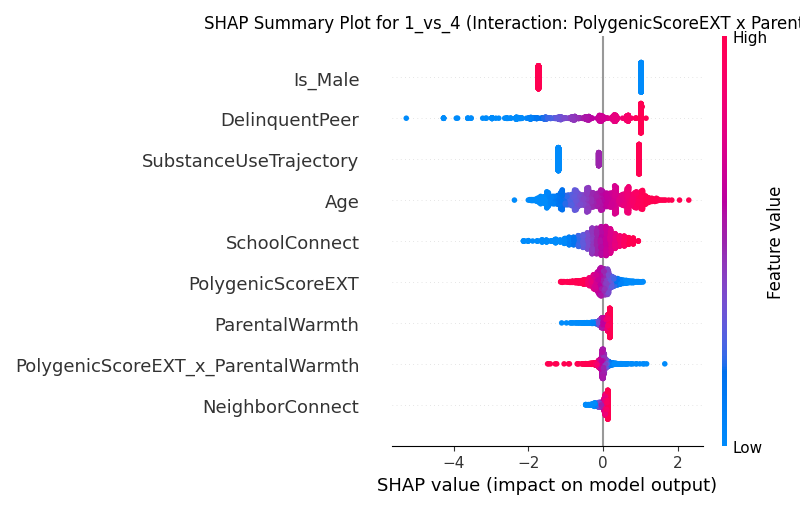 SHAP Summary Plot for 1_vs_4 (Interaction: PolygenicScoreEXT x Parent
High
Is_Male
DelinquentPeer
SubstanceUseTrajectory
Age
SchoolConnect
PolygenicScoreEXT
ParentalWarmth
PolygenicScoreEXT_x_ParentalWarmth
NeighborConnect
Feature value
Low
−4 −2 0 2
SHAP value (impact on model output)